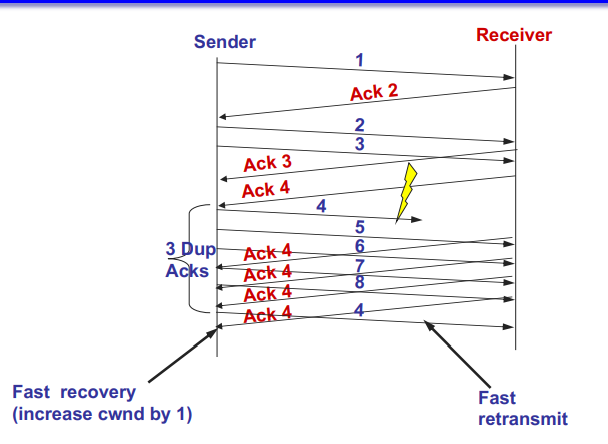 Sender
Receiver
1
Ack 2
2
3
Ack 3
Ack 4
4
5
3 Dup
Acks
Ack 4
6
Ack 4
7
Ack 4
8
Ack 4
4
Fast recovery
(increase cwnd by 1)
Fast
retransmit